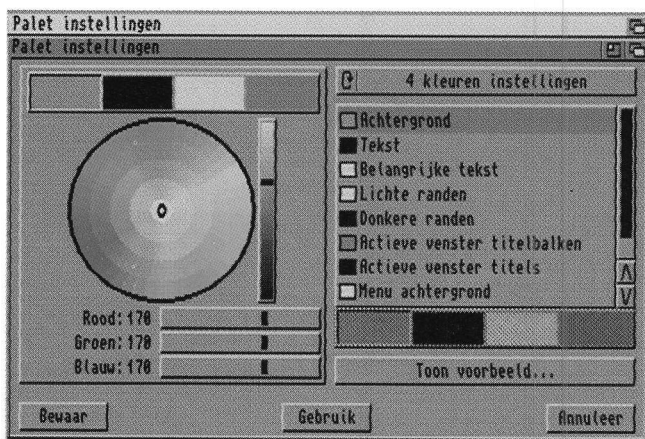 Palet instellingen
Palet instellingen
4 kleuren instellingen
Achtergrond
Tekst
Belangrijke tekst
Lichte randen
Donkere randen
Actieve venster titelbalken
Actieve venster titels
Menu achtergrond
Rood:170
Groen:170
Blauw:170
Toon voorbeeld...
Bewaar
Gebruik
Annuleer